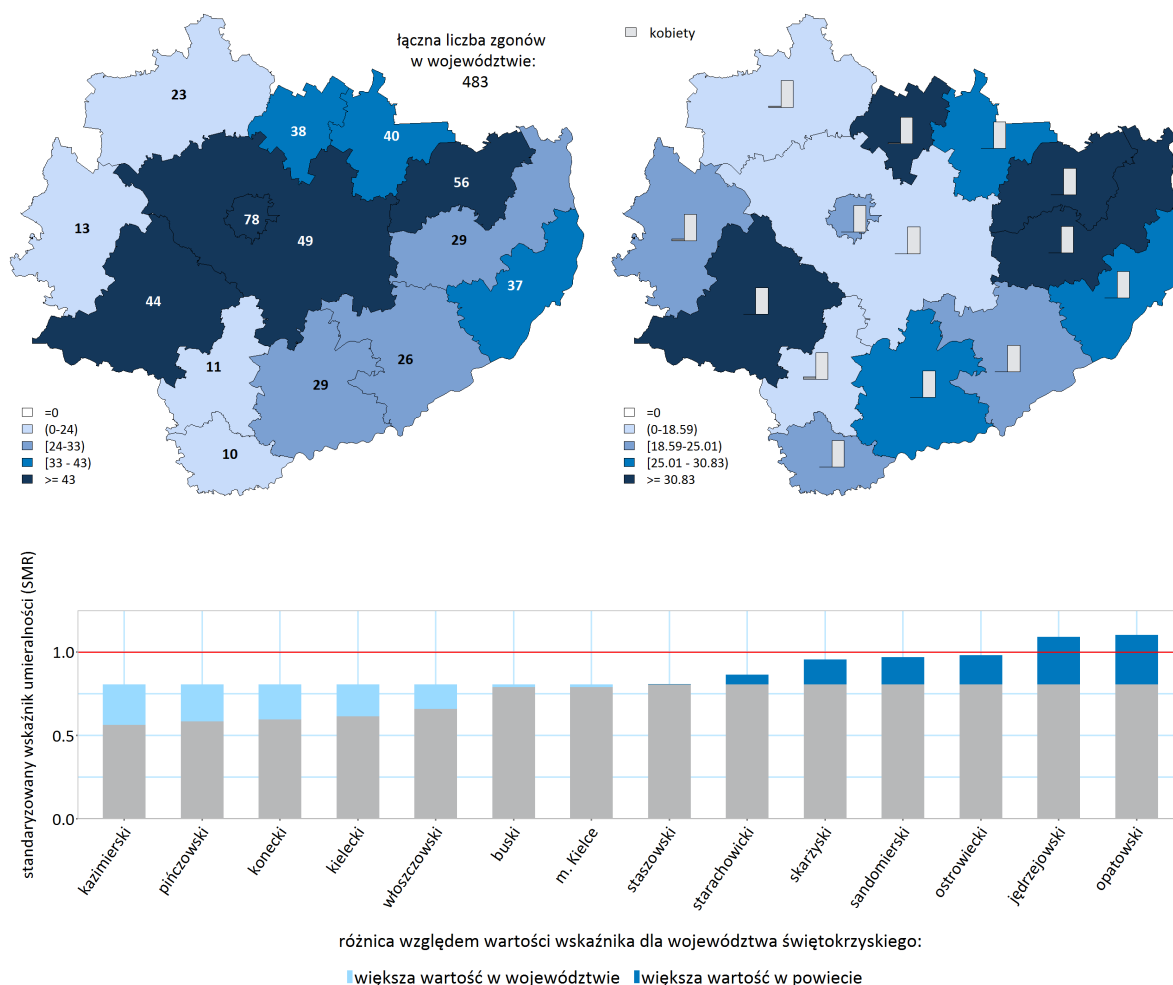 łączna liczba zgonów
w województwie:
483
kobiety
23
38
40
56
13
78
49
29
37
44
11
26
29
10
=0
(0-24)
[24-33)
[33 - 43)
>= 43
=0
(0-18.59)
[18.59-25.01)
[25.01 - 30.83)
>= 30.83
standaryzowany wskaźnik umieralności (SMR)
1.0
0.5
0.0
kazimierski
pińczowski
konecki
kielecki
włoszczowski
buski
m. Kielce
staszowski
starachowicki
skarżyski
sandomierski
ostrowiecki
jędrzejowski
opatowski
różnica względem wartości wskaźnika dla województwa świętokrzyskiego:
większa wartość w województwie większa wartość w powiecie